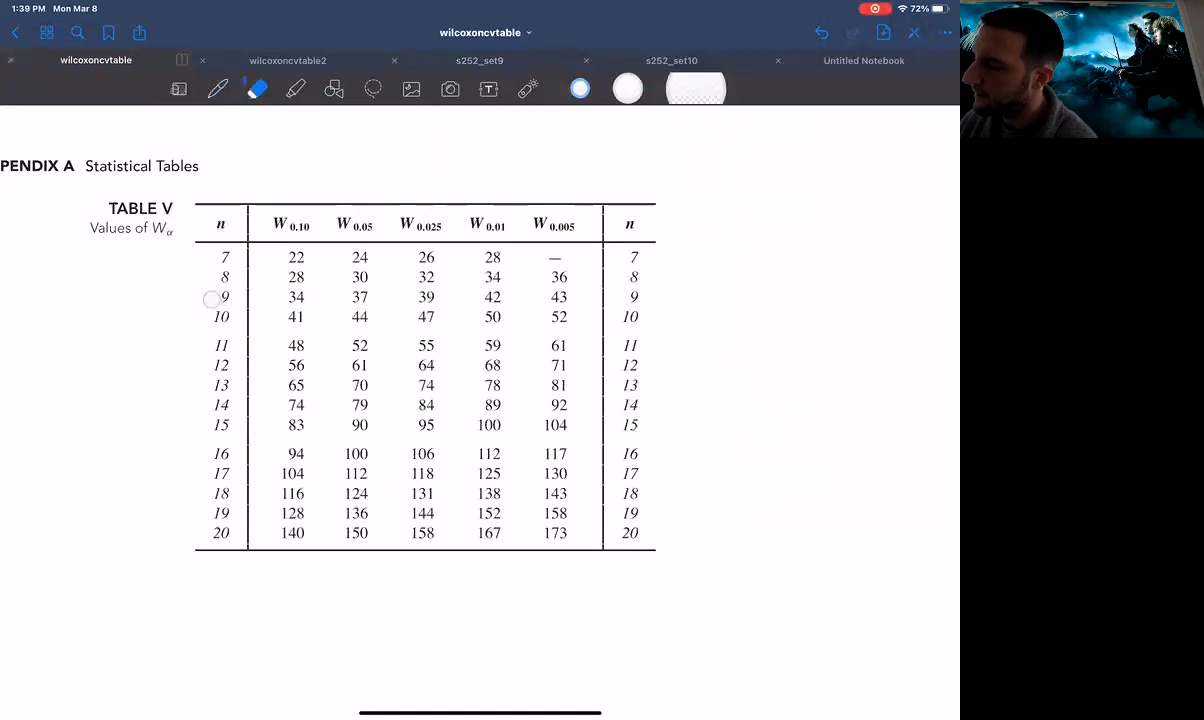 1:39 PM Mon Mar 8 72%
wilcoxoncvtable
wilcoxoncvtable wilcoxoncvtable2 s252_set9 s252_set10 Untitled Notebook
PENDIX A Statistical Tables
TABLE V
Values of Wα
n W0.10 W0.05 W0.025 W0.01 W0.005 n
7 22 24 26 28 — 7
8 28 30 32 34 36 8
9 34 37 39 42 43 9
10 41 44 47 50 52 10
11 48 52 55 59 61 11
12 56 61 64 68 71 12
13 65 70 74 78 81 13
14 74 79 84 89 92 14
15 83 90 95 100 104 15
16 94 100 106 112 117 16
17 104 112 118 125 130 17
18 116 124 131 138 143 18
19 128 136 144 152 158 19
20 140 150 158 167 173 20